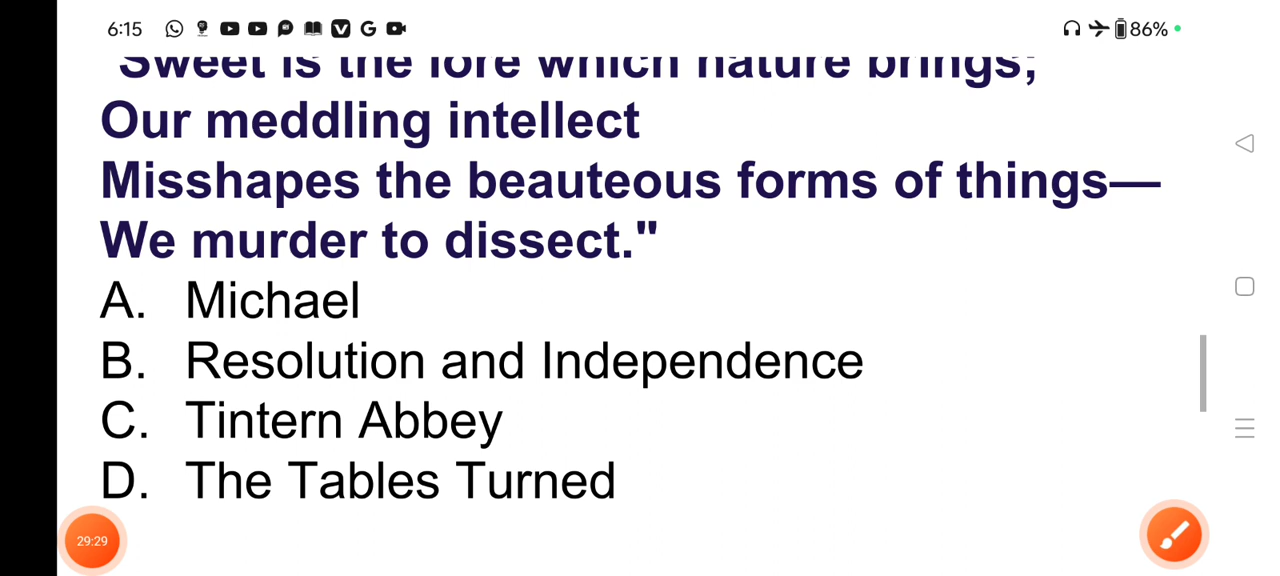 6:15 86%
"Sweet is the lore which nature brings;
Our meddling intellect
Misshapes the beauteous forms of things—
We murder to dissect."
A. Michael
B. Resolution and Independence
C. Tintern Abbey
D. The Tables Turned
29:29